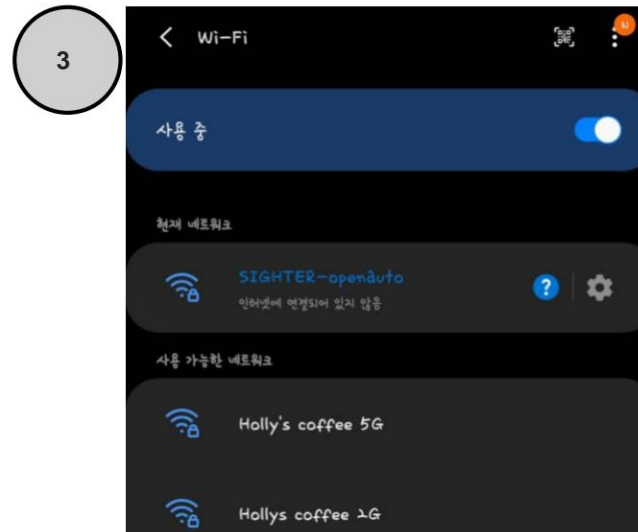 3
Wi-Fi
사용 중
현재 네트워크
SIGHTER-openauto
인터넷에 연결되어 있지 않음
?
사용 가능한 네트워크
Holly's coffee 5G
Hollys coffee 2G